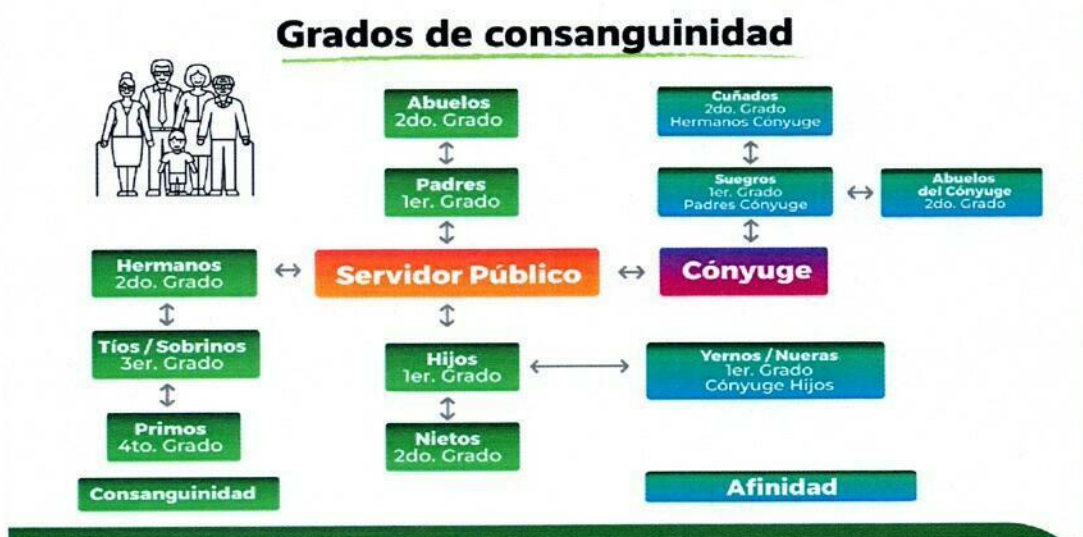 Grados de consanguinidad
Abuelos
2do. Grado
Cuñados
2do. Grado
Hermanos Cónyuge
Padres
1er. Grado
Suegros
1er. Grado
Padres Cónyuge
Abuelos
del Cónyuge
2do. Grado
Hermanos
2do. Grado
Servidor Público
Cónyuge
Tíos / Sobrinos
3er. Grado
Hijos
1er. Grado
Yernos / Nueras
1er. Grado
Cónyuge Hijos
Primos
4to. Grado
Nietos
2do. Grado
Consanguinidad
Afinidad